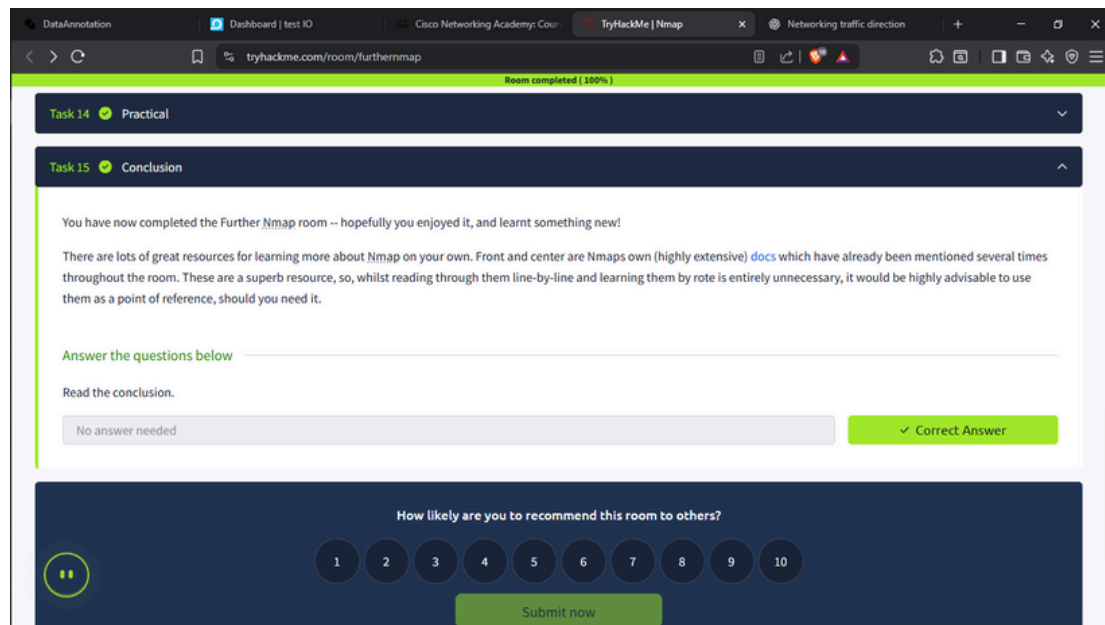 DataAnnotation
Dashboard | test IO
Cisco Networking Academy: Cour
TryHackMe | Nmap
Networking traffic direction
tryhackme.com/room/furthernmap
Room completed ( 100% )
Task 14 Practical
Task 15 Conclusion
You have now completed the Further Nmap room -- hopefully you enjoyed it, and learnt something new!
There are lots of great resources for learning more about Nmap on your own. Front and center are Nmaps own (highly extensive) docs which have already been mentioned several times
throughout the room. These are a superb resource, so, whilst reading through them line-by-line and learning them by rote is entirely unnecessary, it would be highly advisable to use
them as a point of reference, should you need it.
Answer the questions below
Read the conclusion.
No answer needed
Correct Answer
How likely are you to recommend this room to others?
1 2 3 4 5 6 7 8 9 10
Submit now